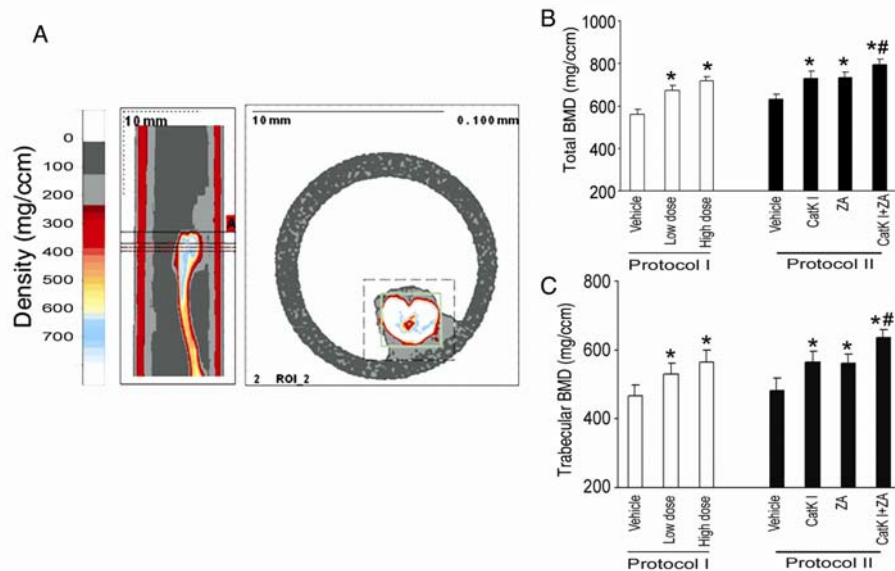 A
Density (mg/ccm)
0
100
200
300
400
500
600
700
10mm
A
10 mm
0.100 mm
2 ROI_2
B
Total BMD (mg/ccm)
1000
800
600
400
200
*
*
*
*
*#
Vehicle
Low dose
High dose
Vehicle
CatK I
ZA
CatK I+ZA
Protocol I
Protocol II
C
Trabecular BMD (mg/ccm)
800
600
400
200
*
*
*
*
*#
Vehicle
Low dose
High dose
Vehicle
CatK I
ZA
CatK I+ZA
Protocol I
Protocol II